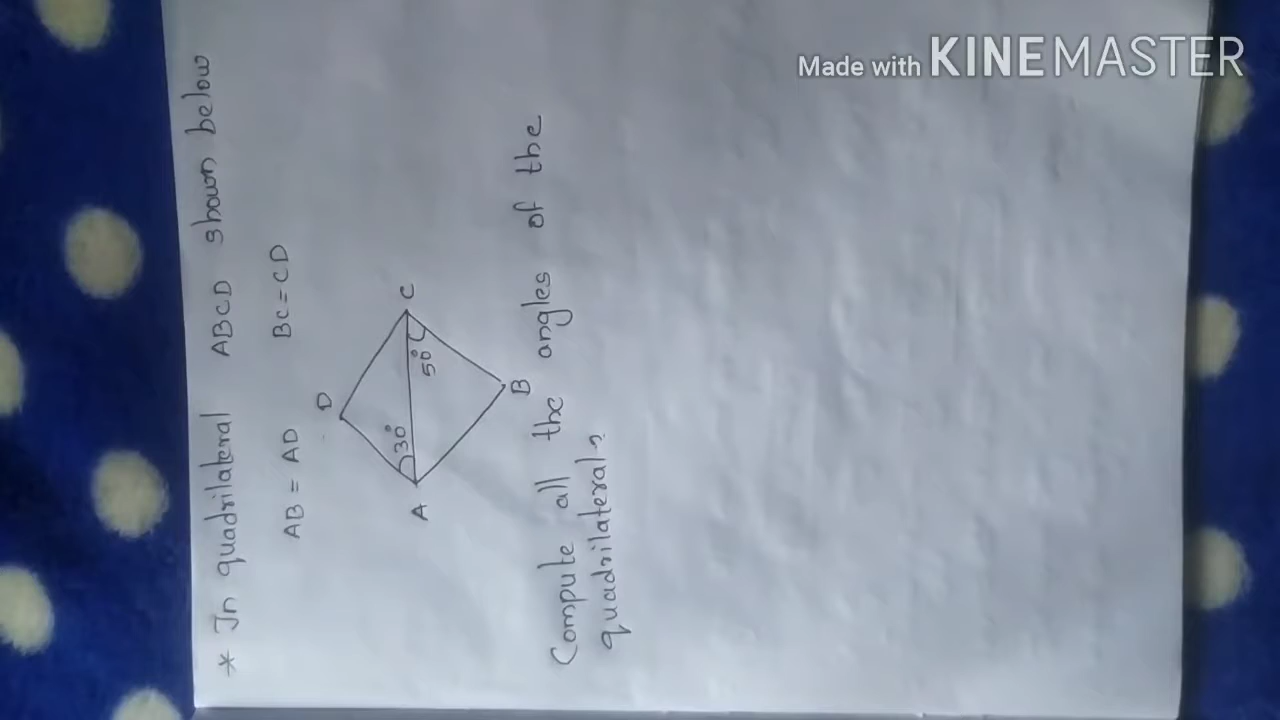 Made with KINEMASTER
* In quadrilateral ABCD shown below
AB = AD BC = CD
D
A 30° 50° C
B
Compute all the angles of the
quadrilateral?